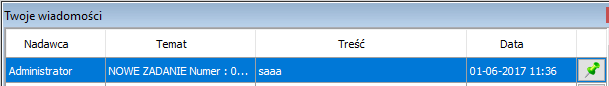 Twoje wiadomości
Nadawca Temat Treść Data
Administrator NOWE ZADANIE Numer : 0... saaa 01-06-2017 11:36